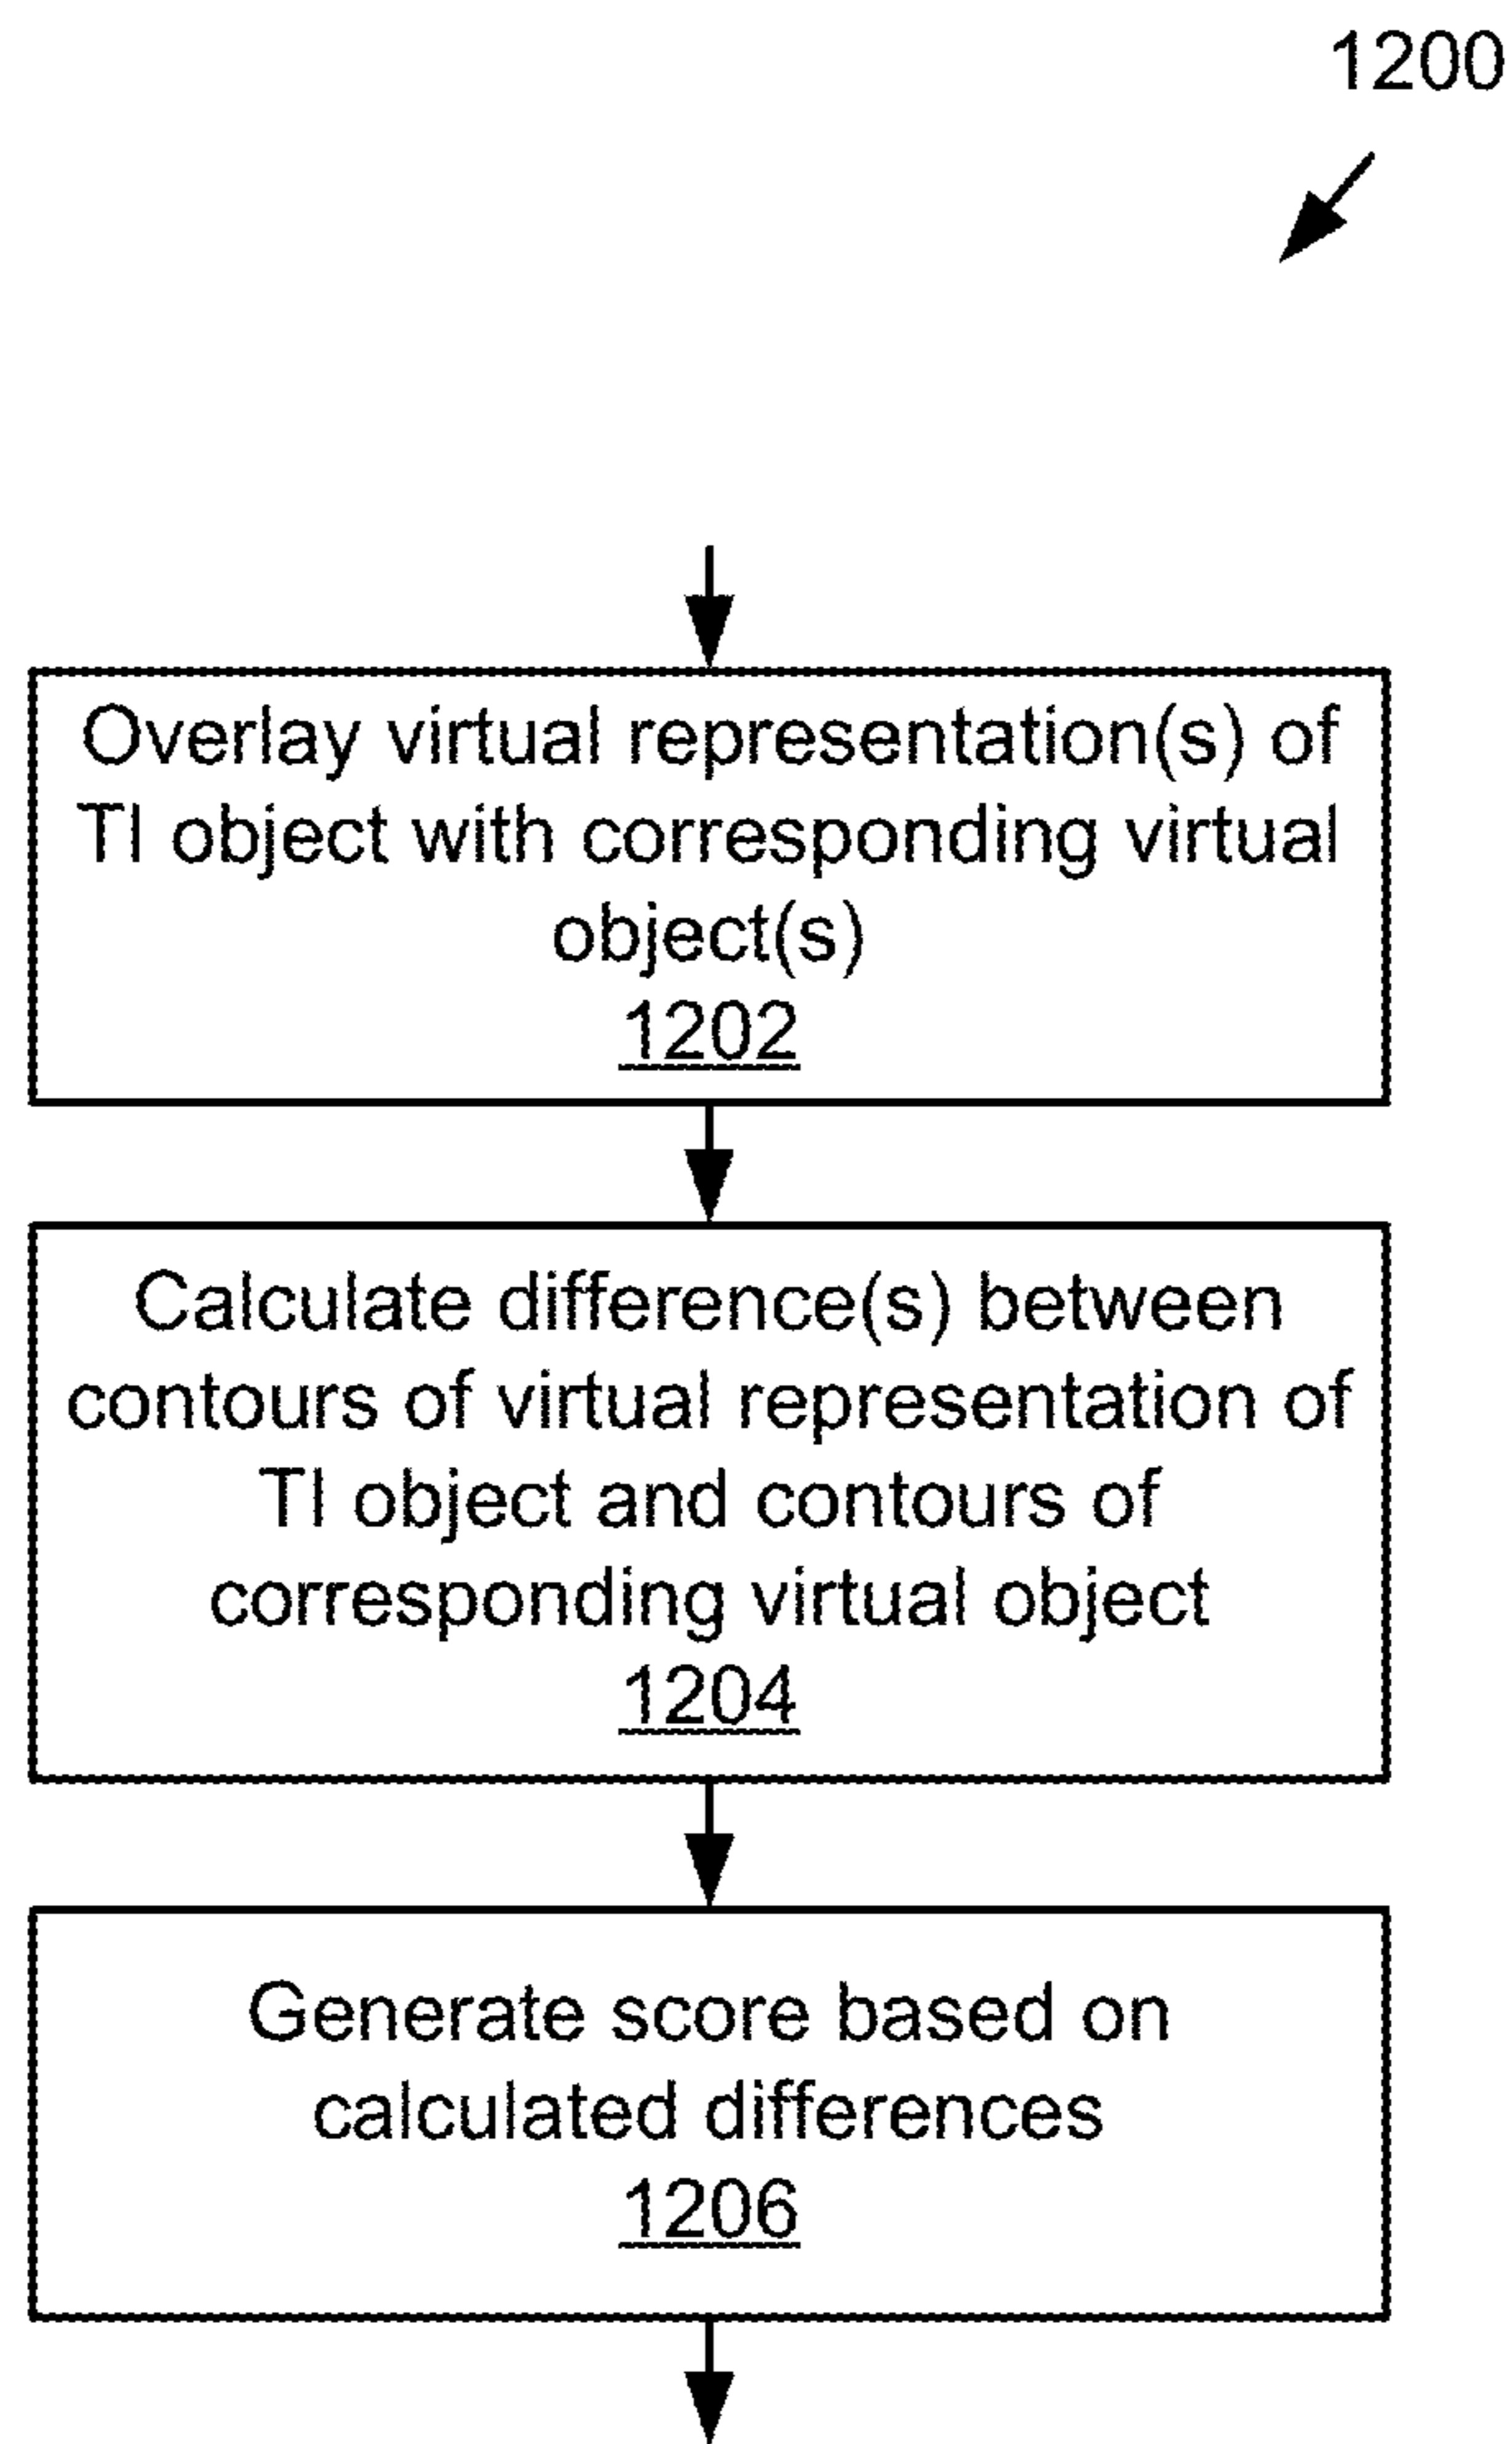 1200
Overlay virtual representation(s) of
TI object with corresponding virtual
object(s)
1202
Calculate difference(s) between
contours of virtual representation of
TI object and contours of
corresponding virtual object
1204
Generate score based on
calculated differences
1206